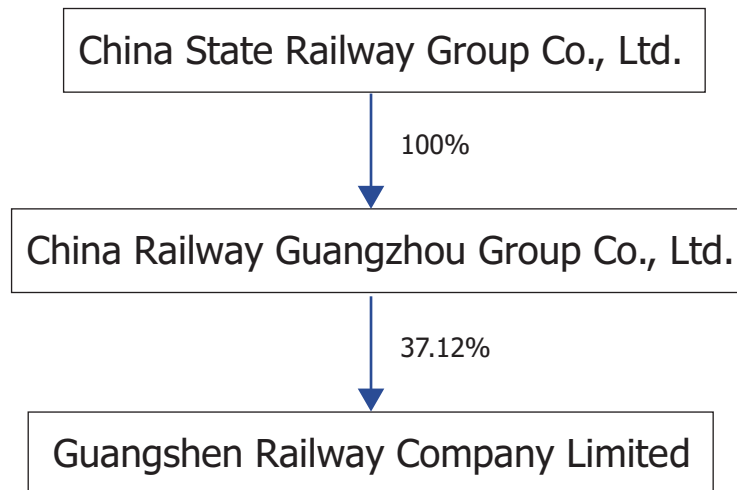 China State Railway Group Co., Ltd.
100%
China Railway Guangzhou Group Co., Ltd.
37.12%
Guangshen Railway Company Limited